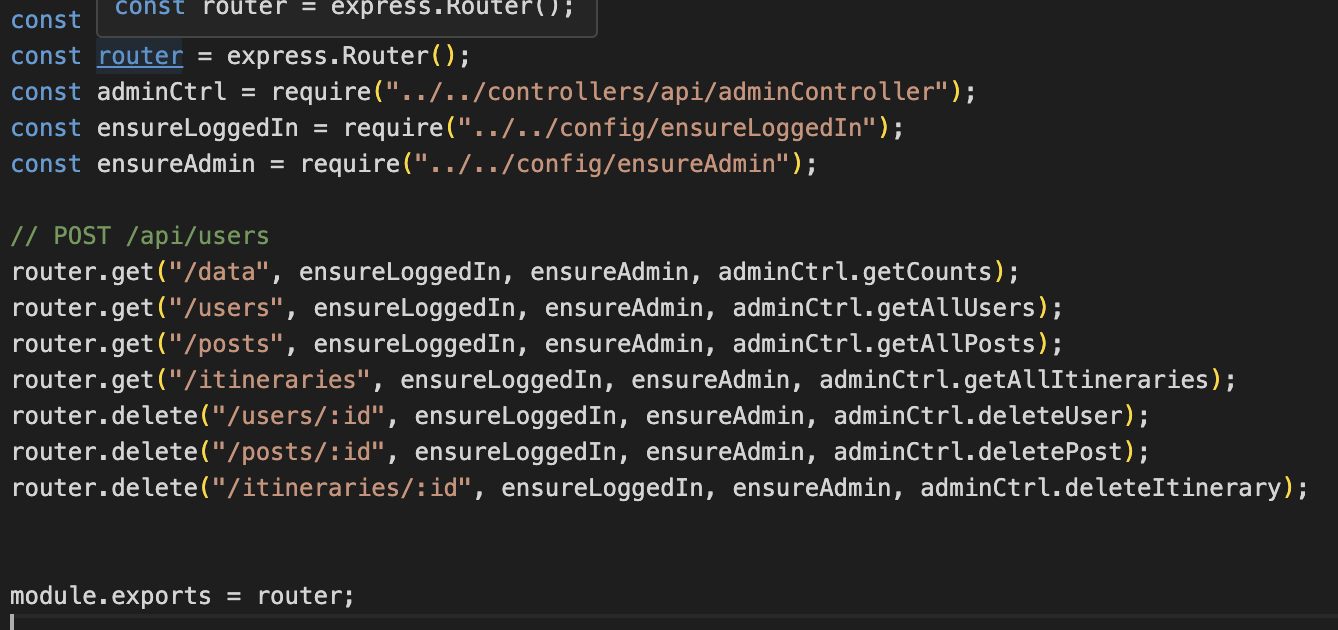 const router = express.Router();
const
const router = express.Router();
const adminCtrl = require("../../controllers/api/adminController");
const ensureLoggedIn = require("../../config/ensureLoggedIn");
const ensureAdmin = require("../../config/ensureAdmin");
// POST /api/users
router.get("/data", ensureLoggedIn, ensureAdmin, adminCtrl.getCounts);
router.get("/users", ensureLoggedIn, ensureAdmin, adminCtrl.getAllUsers);
router.get("/posts", ensureLoggedIn, ensureAdmin, adminCtrl.getAllPosts);
router.get("/itineraries", ensureLoggedIn, ensureAdmin, adminCtrl.getAllItineraries);
router.delete("/users/:id", ensureLoggedIn, ensureAdmin, adminCtrl.deleteUser);
router.delete("/posts/:id", ensureLoggedIn, ensureAdmin, adminCtrl.deletePost);
router.delete("/itineraries/:id", ensureLoggedIn, ensureAdmin, adminCtrl.deleteItinerary);
module.exports = router;